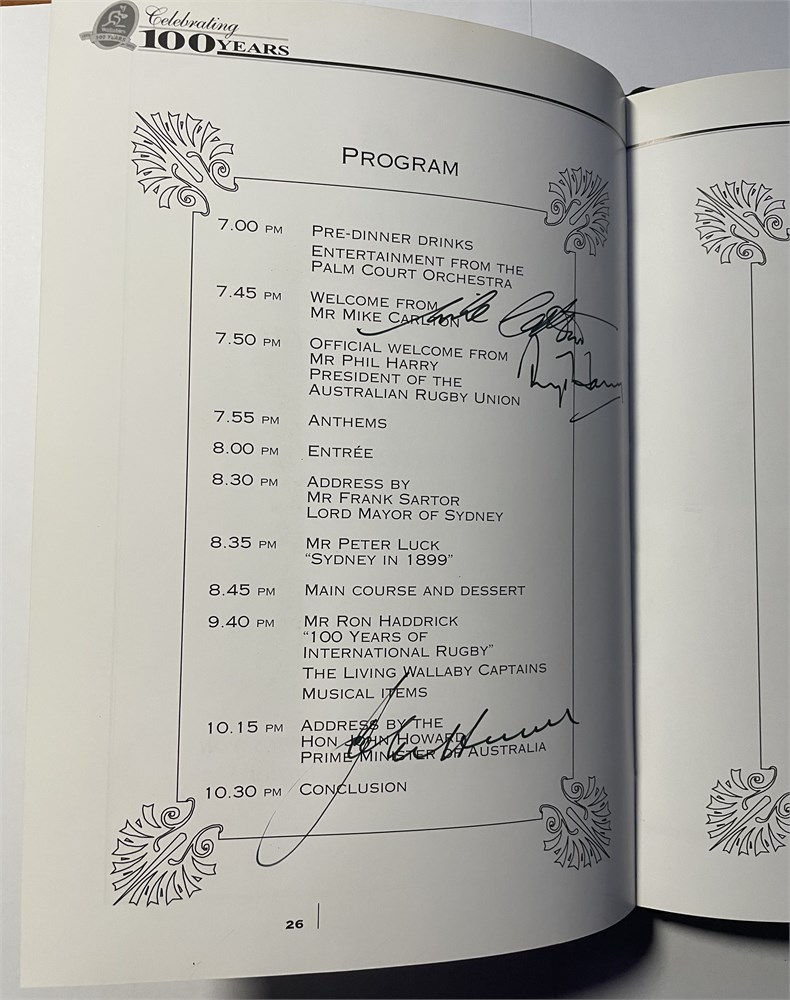 Celebrating
100 YEARS
PROGRAM
7.00 PM PRE-DINNER DRINKS
ENTERTAINMENT FROM THE
PALM COURT ORCHESTRA
7.45 PM WELCOME FROM
MR MIKE CARLTON
7.50 PM OFFICIAL WELCOME FROM
MR PHIL HARRY
PRESIDENT OF THE
AUSTRALIAN RUGBY UNION
7.55 PM ANTHEMS
8.00 PM ENTRÉE
8.30 PM ADDRESS BY
MR FRANK SARTOR
LORD MAYOR OF SYDNEY
8.35 PM MR PETER LUCK
“SYDNEY IN 1899”
8.45 PM MAIN COURSE AND DESSERT
9.40 PM MR RON HADDRICK
“100 YEARS OF
INTERNATIONAL RUGBY”
THE LIVING WALLABY CAPTAINS
MUSICAL ITEMS
10.15 PM ADDRESS BY THE
HON JOHN HOWARD
PRIME MINISTER OF AUSTRALIA
10.30 PM CONCLUSION
26